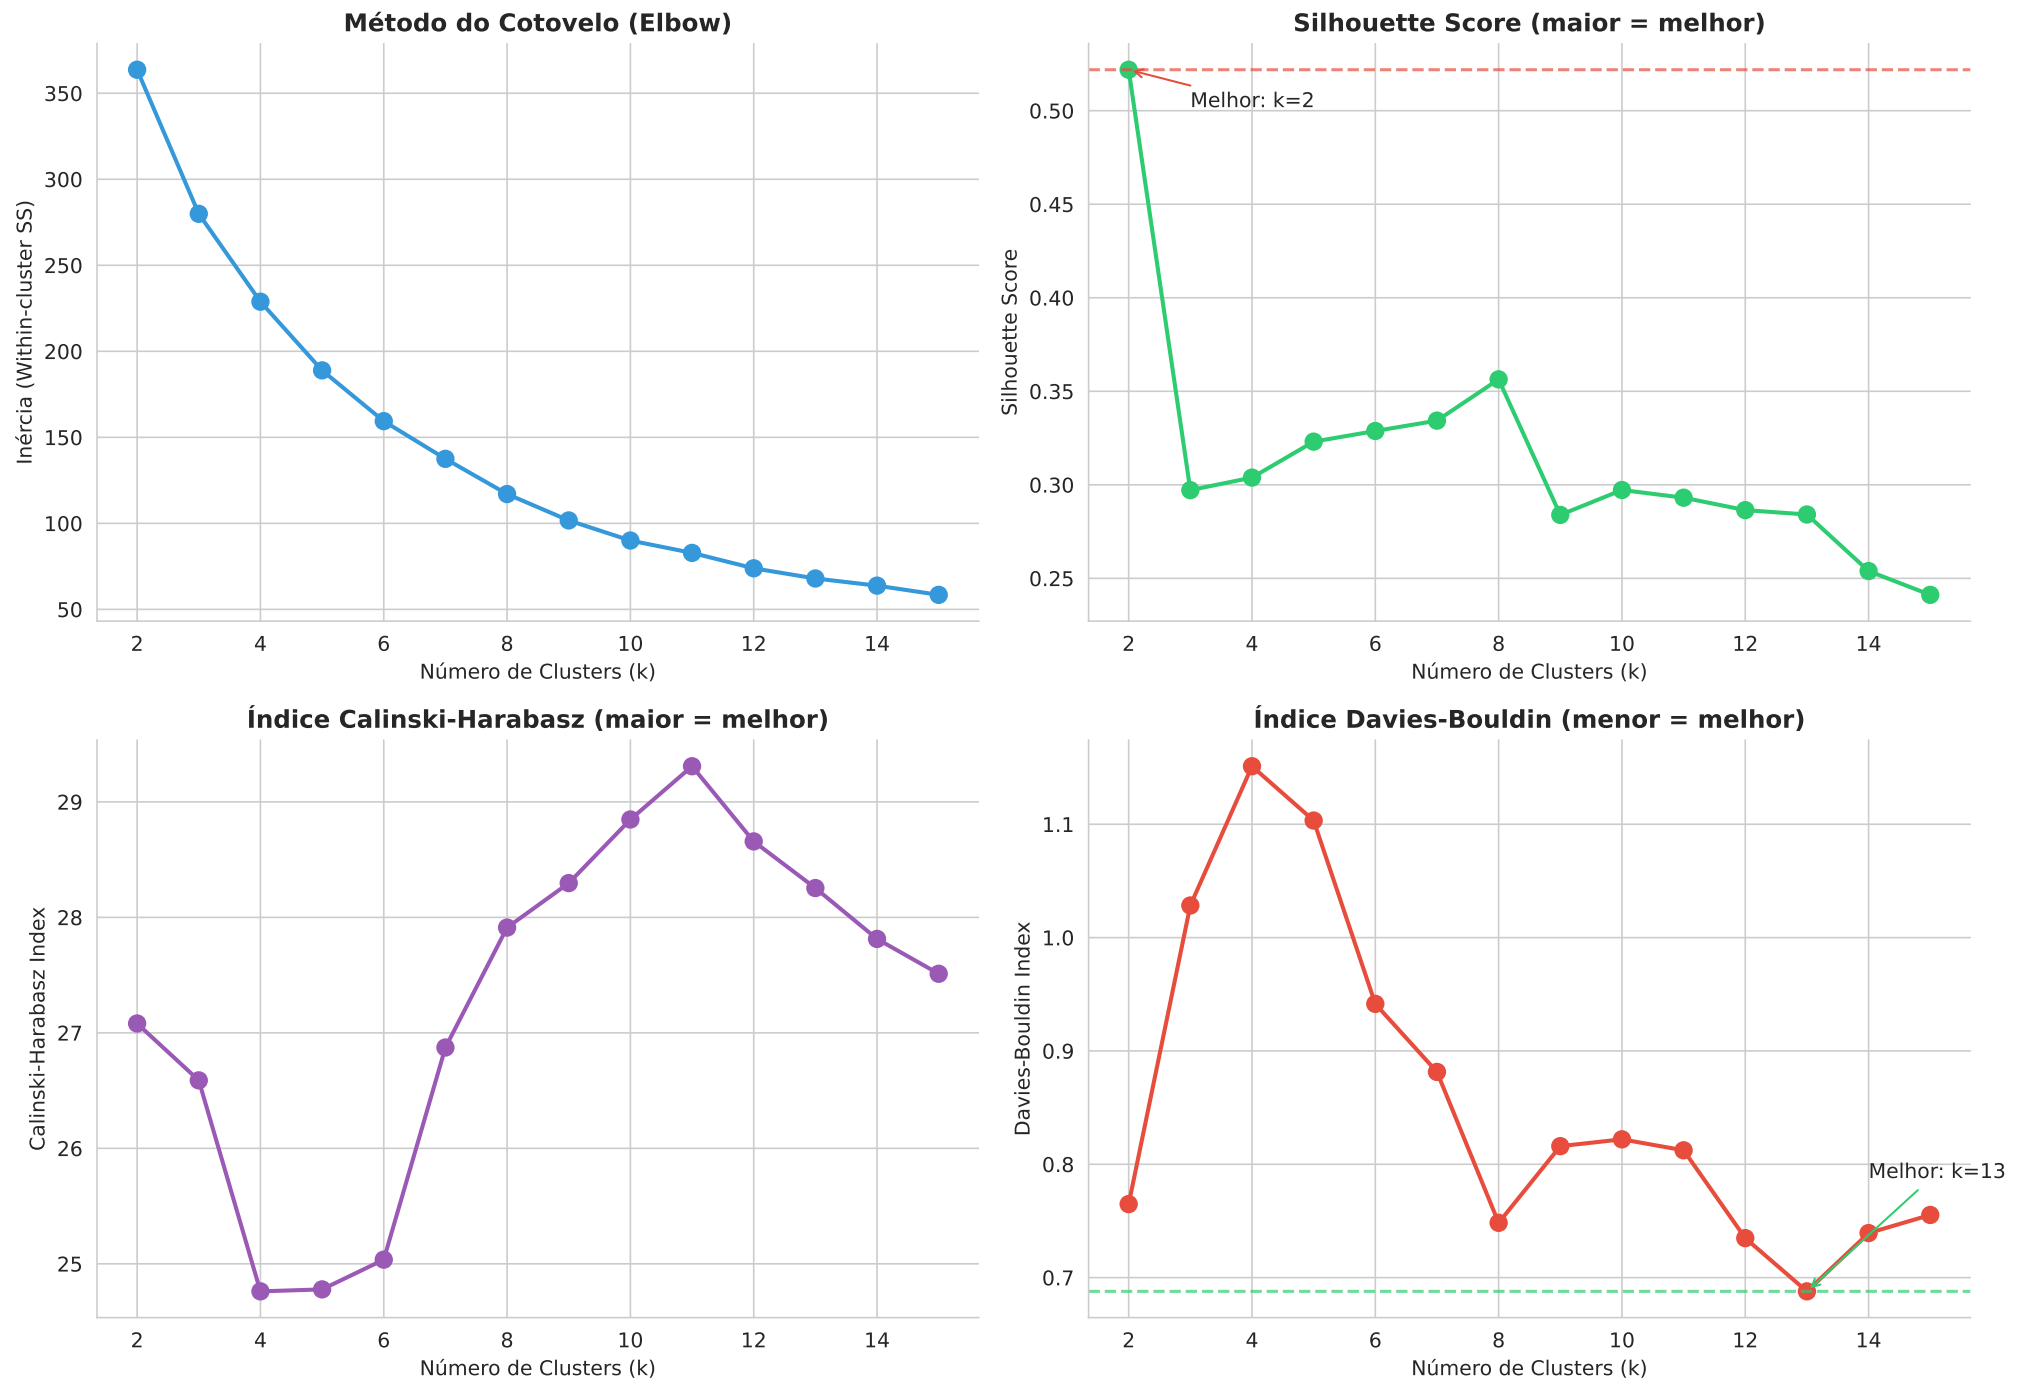 Método do Cotovelo (Elbow)
350
300
250
200
150
100
50
Inércia (Within-cluster SS)
2 4 6 8 10 12 14
Número de Clusters (k)
Silhouette Score (maior = melhor)
Melhor: k=2
0.50
0.45
0.40
0.35
0.30
0.25
Silhouette Score
2 4 6 8 10 12 14
Número de Clusters (k)
Índice Calinski-Harabasz (maior = melhor)
29
28
27
26
25
Calinski-Harabasz Index
2 4 6 8 10 12 14
Número de Clusters (k)
Índice Davies-Bouldin (menor = melhor)
1.1
1.0
0.9
0.8
0.7
Davies-Bouldin Index
Melhor: k=13
2 4 6 8 10 12 14
Número de Clusters (k)